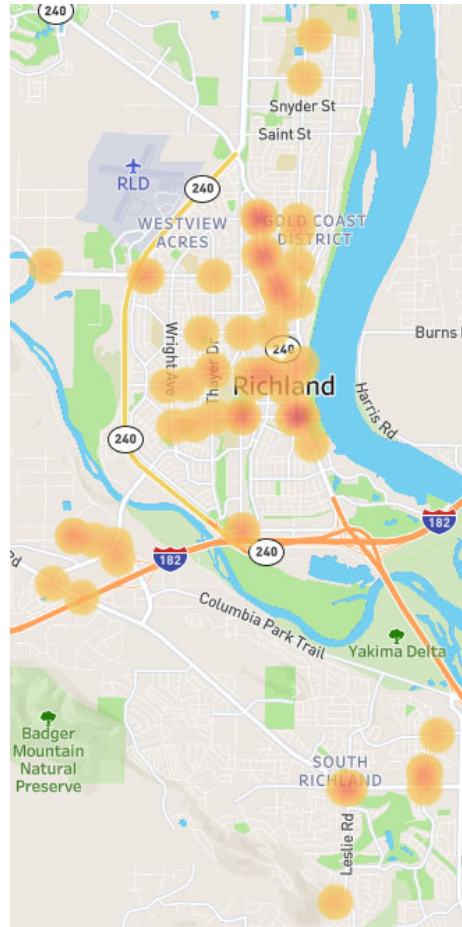 240
240
Snyder St
Saint St
RLD
240
WESTVIEW
ACRES
GOLD COAST
DISTRICT
Burns
Wright Ave
Thayer Dr
240
Richland
Harris Rd
240
182
Rd
182
240
Columbia Park Trail
Yakima Delta
Badger
Mountain
Natural
Preserve
SOUTH
RICHLAND
Leslie Rd